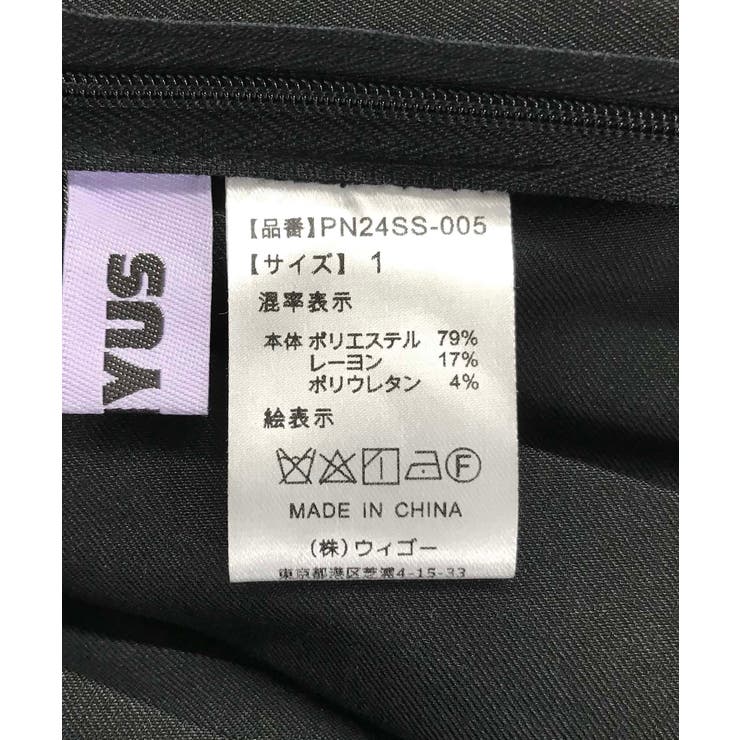 YUS
【品番】PN24SS-005
【サイズ】 1
混率表示
本体 ポリエステル 79%
レーヨン 17%
ポリウレタン 4%
絵表示
F
MADE IN CHINA
(株)ウィゴー
東京都港区芝浦4-15-33